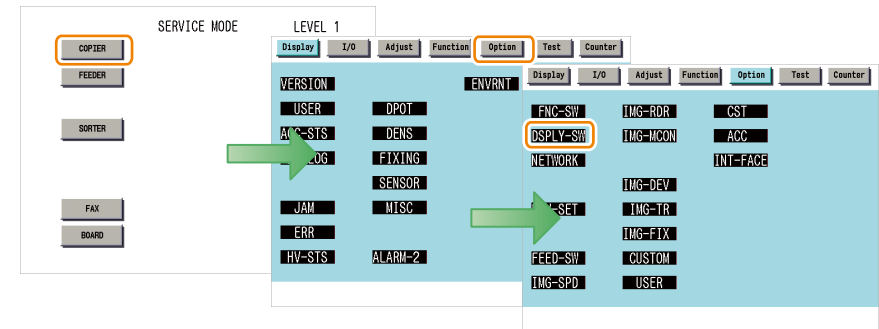 SERVICE MODE LEVEL 1
COPIER
FEEDER
SORTER
FAX
BOARD
Display I/O Adjust Function Option Test Counter
VERSION ENVRNT
USER DPOT
DENS
FIXING
SENSOR
JAM MISC
ERR
HV-STS ALARM-2
Display I/O Adjust Function Option Test Counter
FNC-SW IMG-RDR CST
DSPLY-SW IMG-MCON ACC
NETWORK INT-FACE
IMG-DEV
IMG-TR
IMG-FIX
FEED-SW CUSTOM
IMG-SPD USER